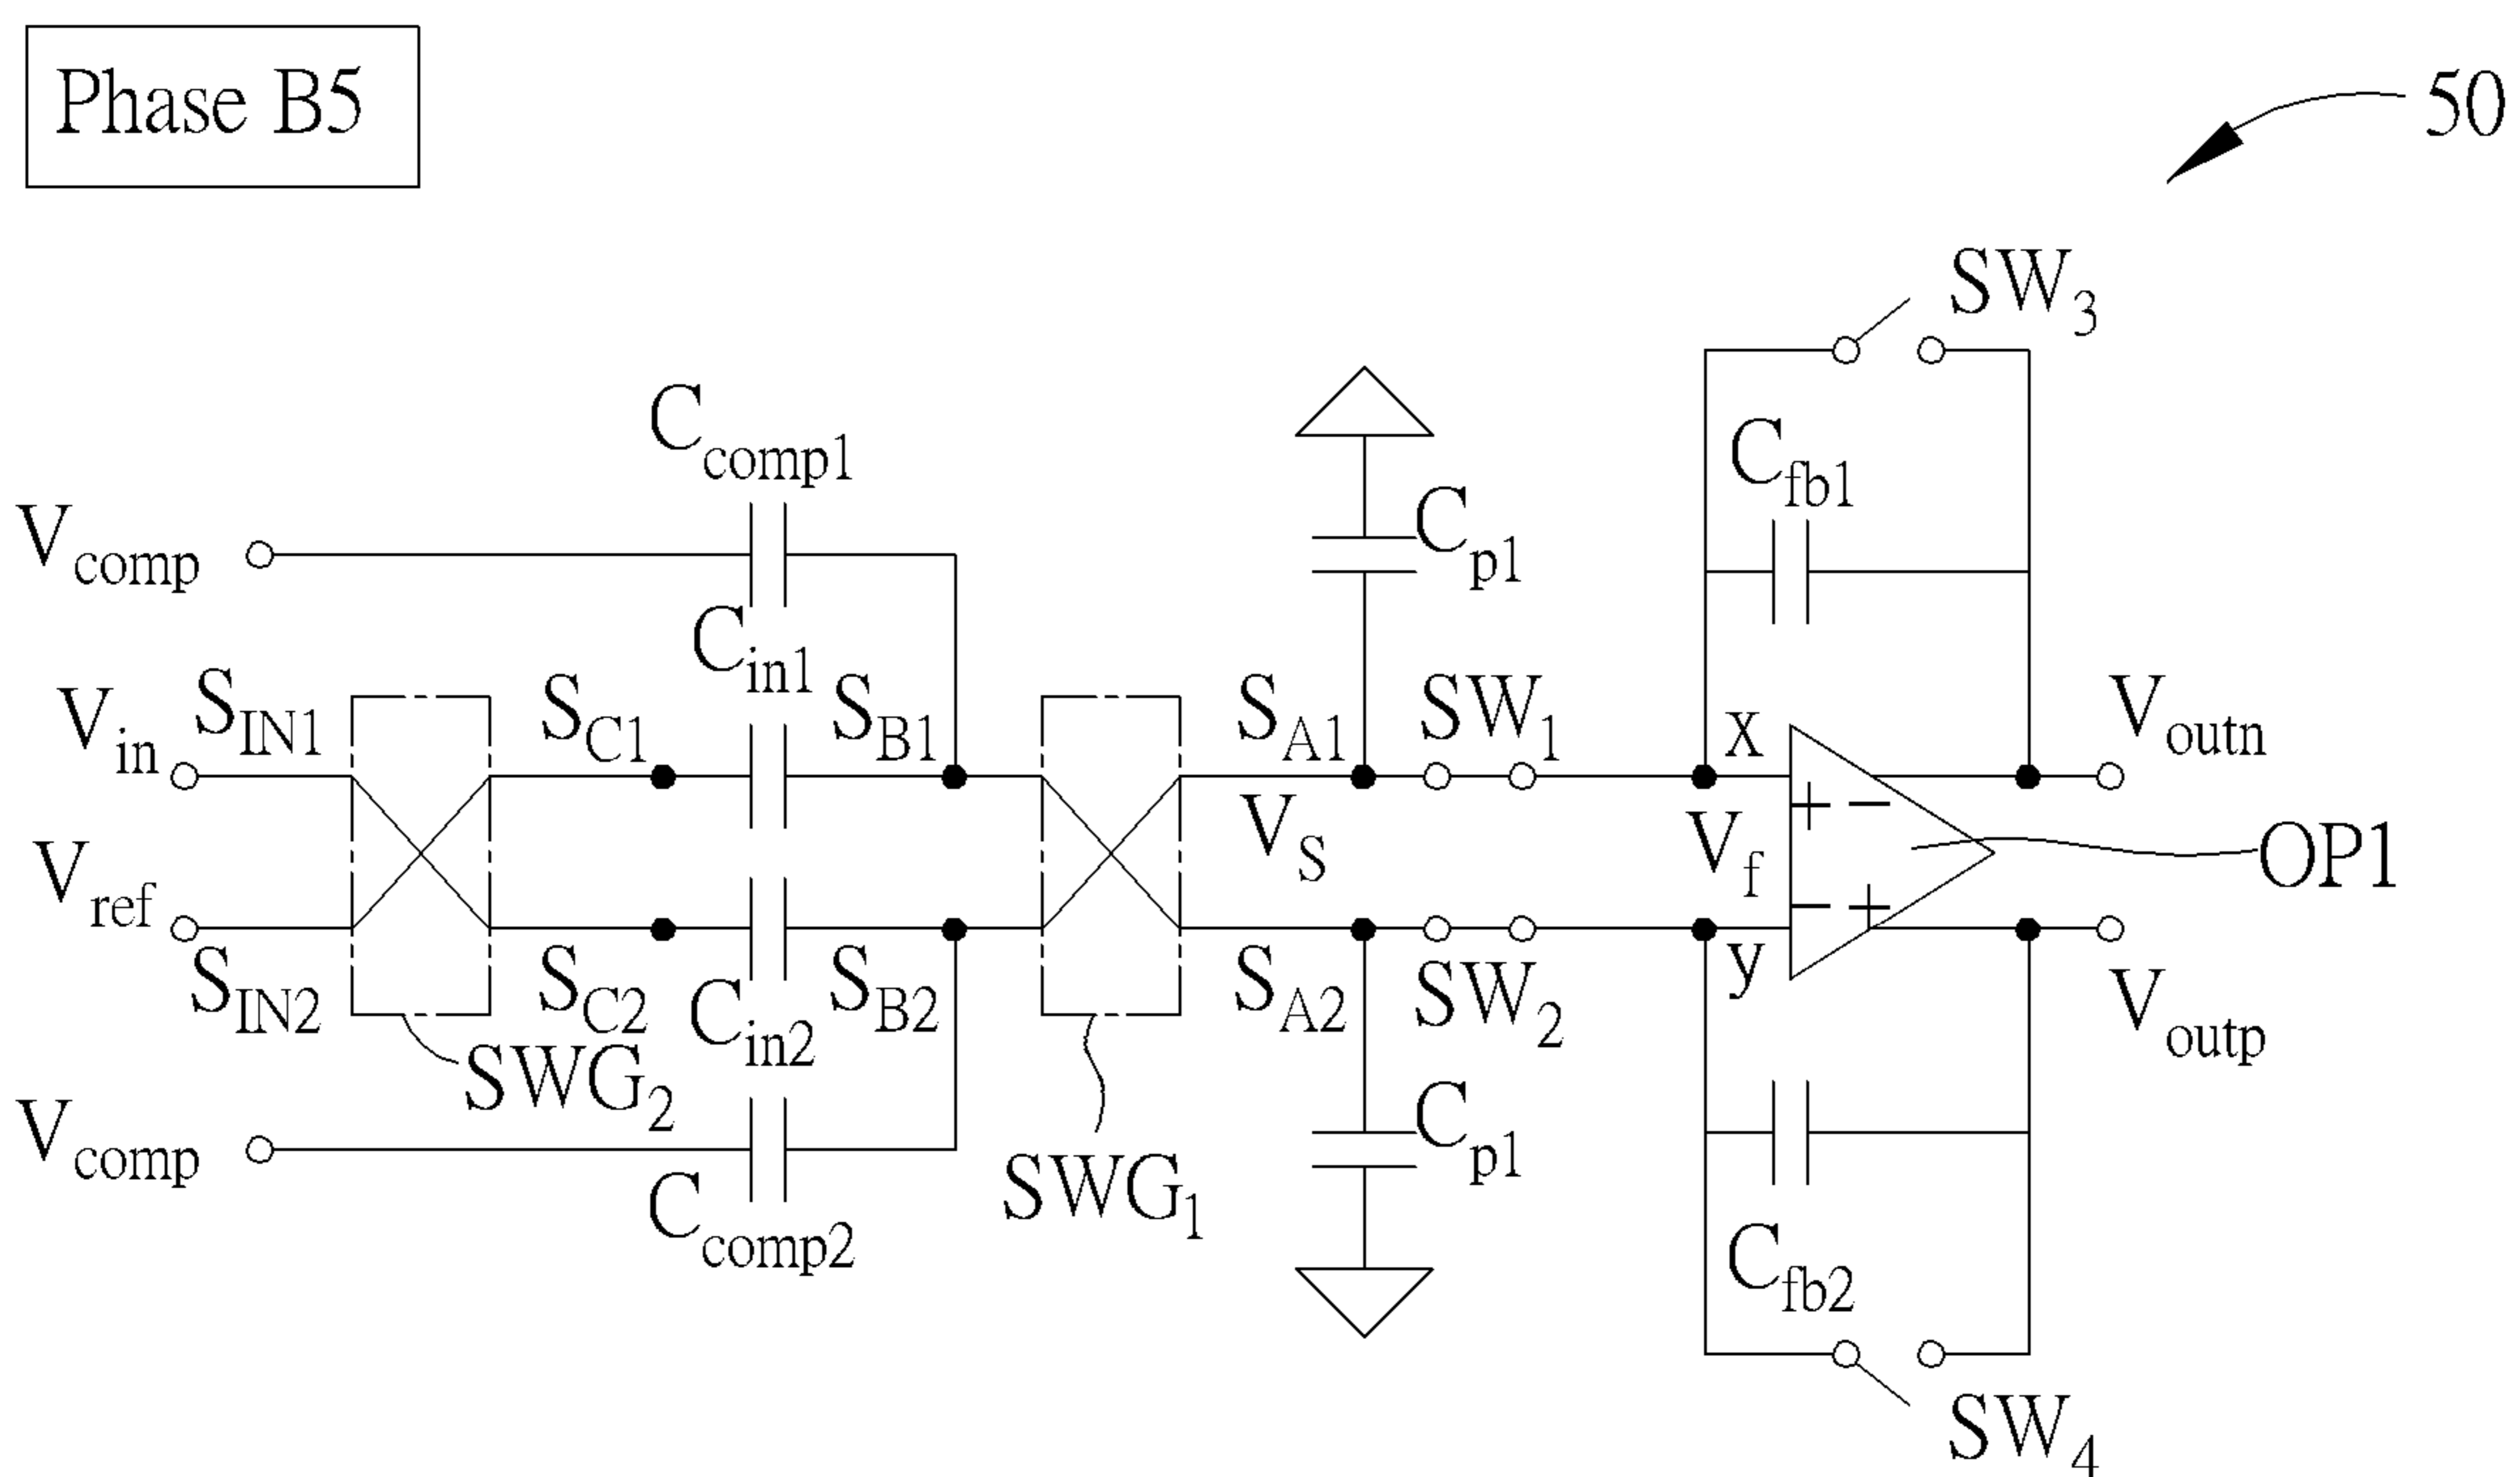 Phase B5
50
SW3
Ccomp1
Cfb1
Cp1
Vcomp
Cin1
Vin
SIN1
SC1
SB1
SA1
SW1
x
Voutn
+ −
VS
Vf
OP1
Vref
− +
SIN2
SC2
Cin2
SB2
SA2
SW2
y
Voutp
SWG2
Vcomp
Cp1
SWG1
Ccomp2
Cfb2
SW4